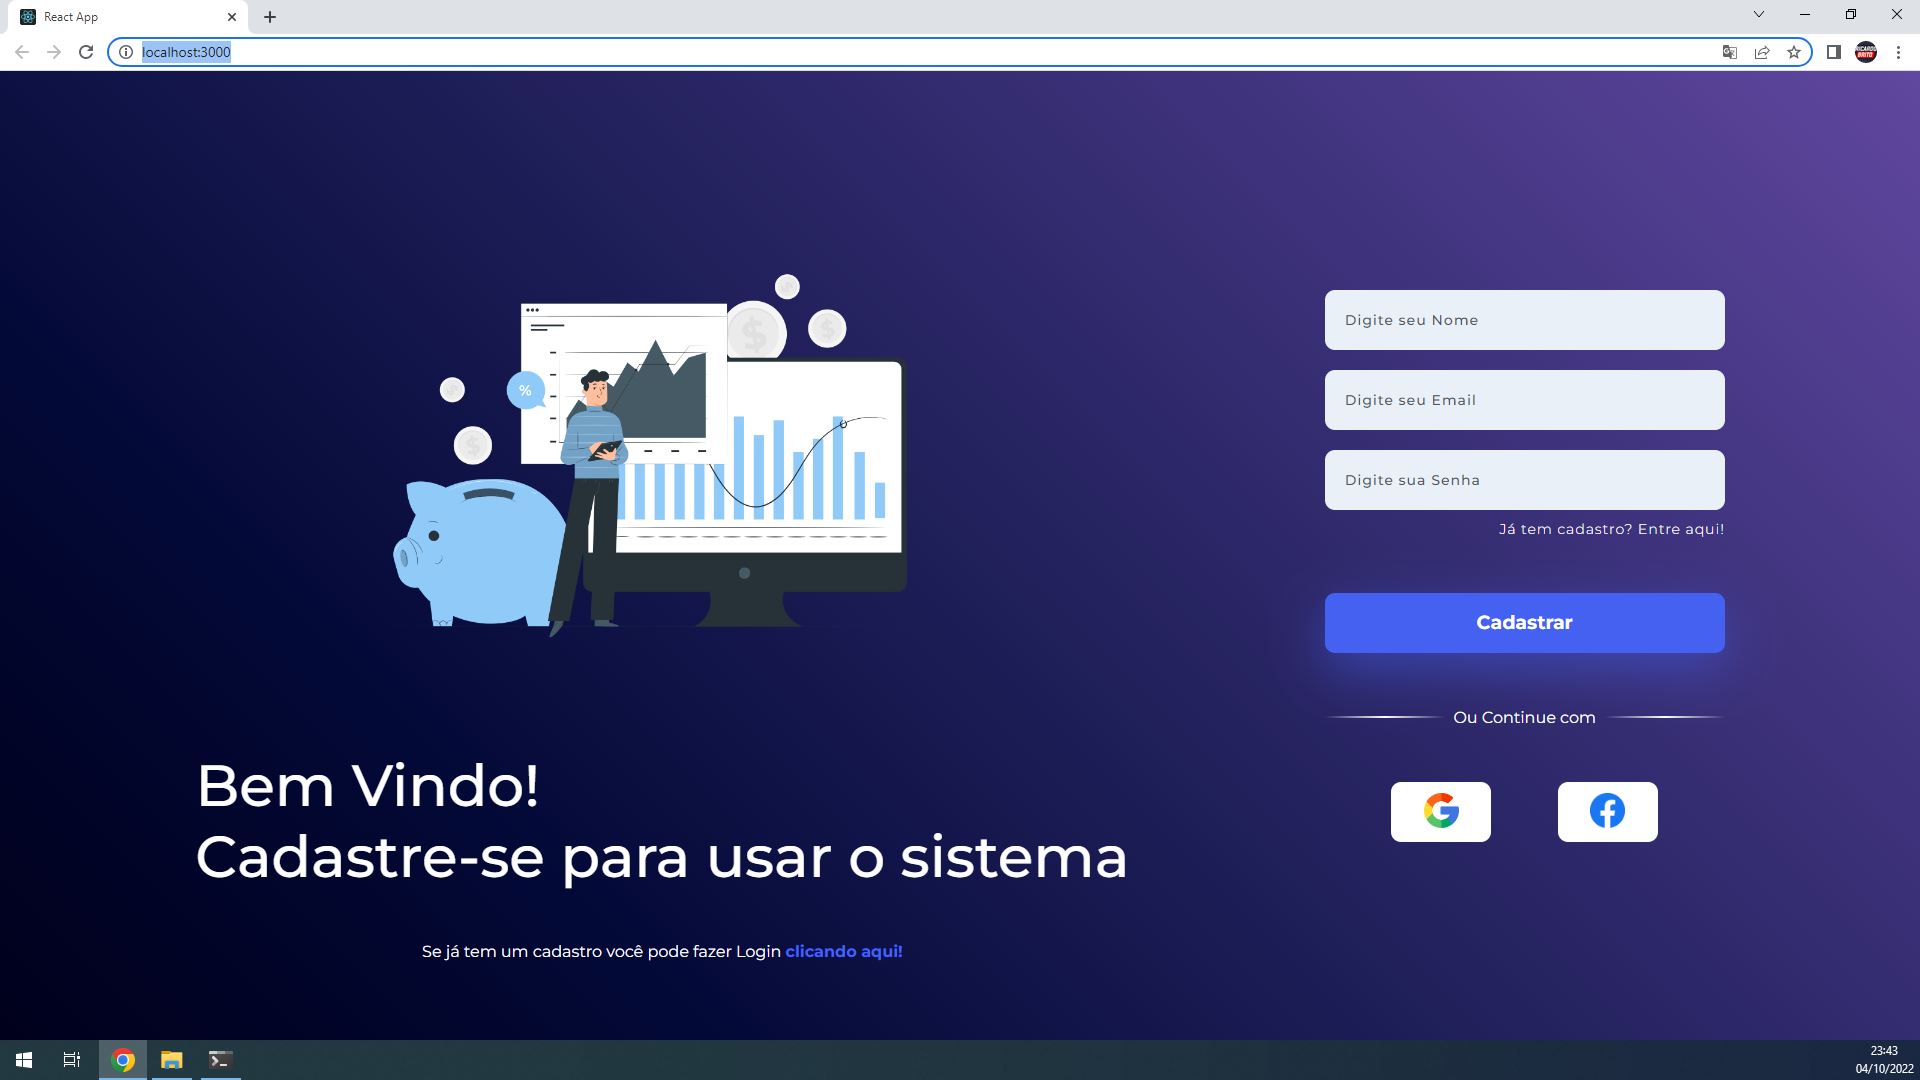 React App
localhost:3000
%
Digite seu Nome
Digite seu Email
Digite sua Senha
Já tem cadastro? Entre aqui!
Cadastrar
Ou Continue com
Bem Vindo!
Cadastre-se para usar o sistema
Se já tem um cadastro você pode fazer Login clicando aqui!
23:43
04/10/2022